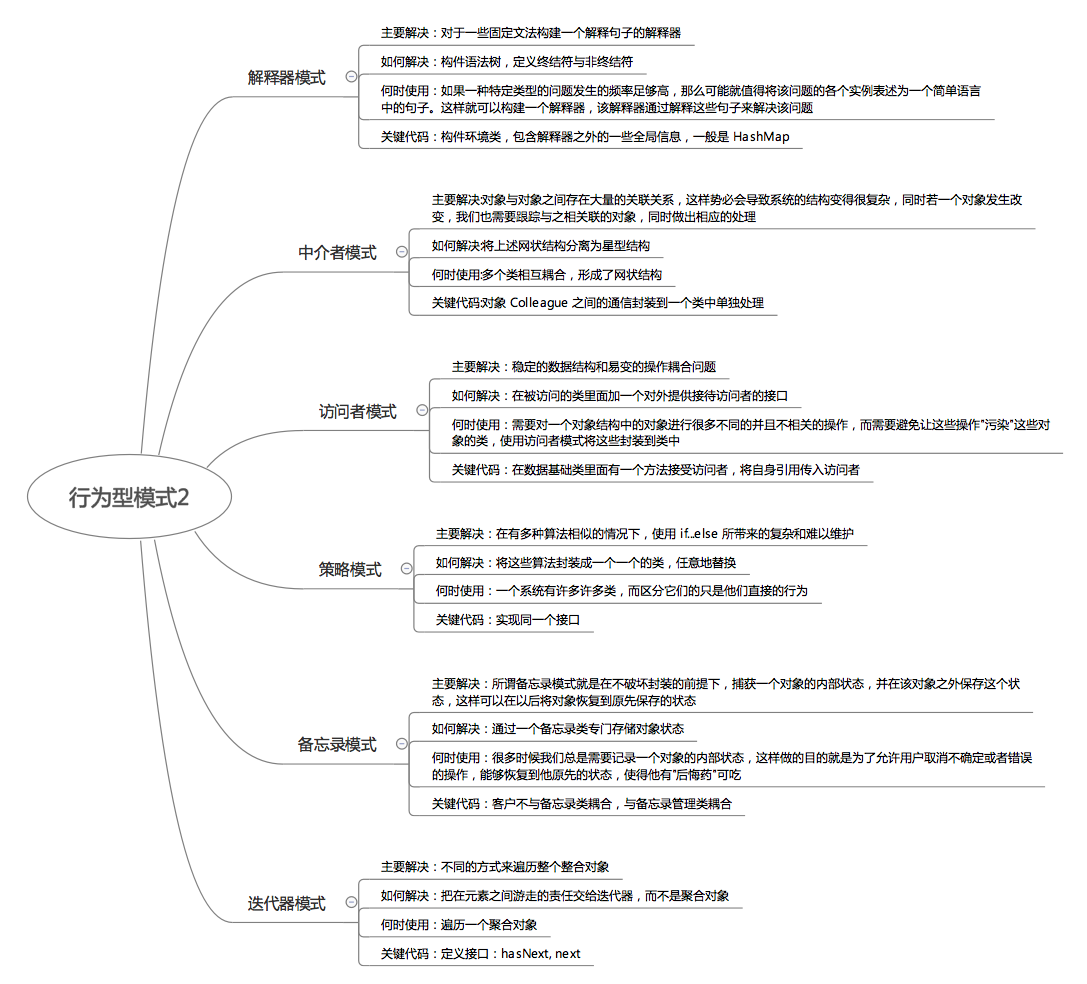 行为型模式2
解释器模式
主要解决：对于一些固定文法构建一个解释句子的解释器
如何解决：构件语法树，定义终结符与非终结符
何时使用：如果一种特定类型的问题发生的频率足够高，那么可能就值得将该问题的各个实例表述为一个简单语言
中的句子。这样就可以构建一个解释器，该解释器通过解释这些句子来解决该问题
关键代码：构件环境类，包含解释器之外的一些全局信息，一般是 HashMap
中介者模式
主要解决:对象与对象之间存在大量的关联关系，这样势必会导致系统的结构变得很复杂，同时若一个对象发生改
变，我们也需要跟踪与之相关联的对象，同时做出相应的处理
如何解决:将上述网状结构分离为星型结构
何时使用:多个类相互耦合，形成了网状结构
关键代码:对象 Colleague 之间的通信封装到一个类中单独处理
访问者模式
主要解决：稳定的数据结构和易变的操作耦合问题
如何解决：在被访问的类里面加一个对外提供接待访问者的接口
何时使用：需要对一个对象结构中的对象进行很多不同的并且不相关的操作，而需要避免让这些操作"污染"这些对
象的类，使用访问者模式将这些封装到类中
关键代码：在数据基础类里面有一个方法接受访问者，将自身引用传入访问者
策略模式
主要解决：在有多种算法相似的情况下，使用 if...else 所带来的复杂和难以维护
如何解决：将这些算法封装成一个一个的类，任意地替换
何时使用：一个系统有许多许多类，而区分它们的只是他们直接的行为
关键代码：实现同一个接口
备忘录模式
主要解决：所谓备忘录模式就是在不破坏封装的前提下，捕获一个对象的内部状态，并在该对象之外保存这个状
态，这样可以在以后将对象恢复到原先保存的状态
如何解决：通过一个备忘录类专门存储对象状态
何时使用：很多时候我们总是需要记录一个对象的内部状态，这样做的目的就是为了允许用户取消不确定或者错误
的操作，能够恢复到他原先的状态，使得他有"后悔药"可吃
关键代码：客户不与备忘录类耦合，与备忘录管理类耦合
迭代器模式
主要解决：不同的方式来遍历整个整合对象
如何解决：把在元素之间游走的责任交给迭代器，而不是聚合对象
何时使用：遍历一个聚合对象
关键代码：定义接口：hasNext, next